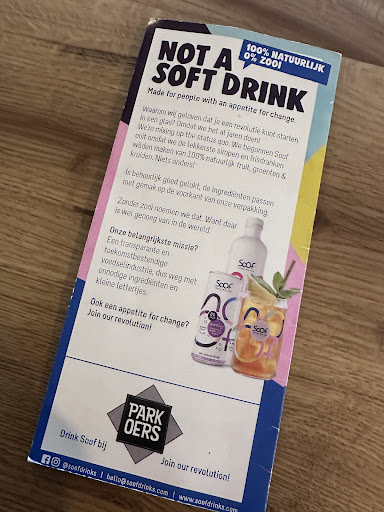 NOT A
SOFT DRINK
100% NATUURLIJK
0% ZOOI
Made for people with an appetite for change.
Waarom wij geloven dat je een revolutie kunt starten
in een glas? Omdat we het al jaren doen!
We're mixing up the status quo. We begonnen Soof
ooit omdat we de lekkerste siropen en frisdranken
wilden maken van 100% natuurlijk fruit, groenten &
kruiden. Niets anders!
Is behoorlijk goed gelukt, de ingrediënten passen
met gemak op de voorkant van onze verpakking.
Zonder zooi noemen we dat. Want daar
is wel genoeg van in de wereld.
Onze belangrijkste missie?
Een transparante en
toekomstbestendige
voedselindustrie, dus weg met
onnodige ingrediënten en
kleine lettertjes.
Ook een appetite for change?
Join our revolution!
SOOF
SOOF
PARK
OERS
Drink Soof bij
Join our revolution!
@soofdrinks | hello@soofdrinks.com | www.soofdrinks.com